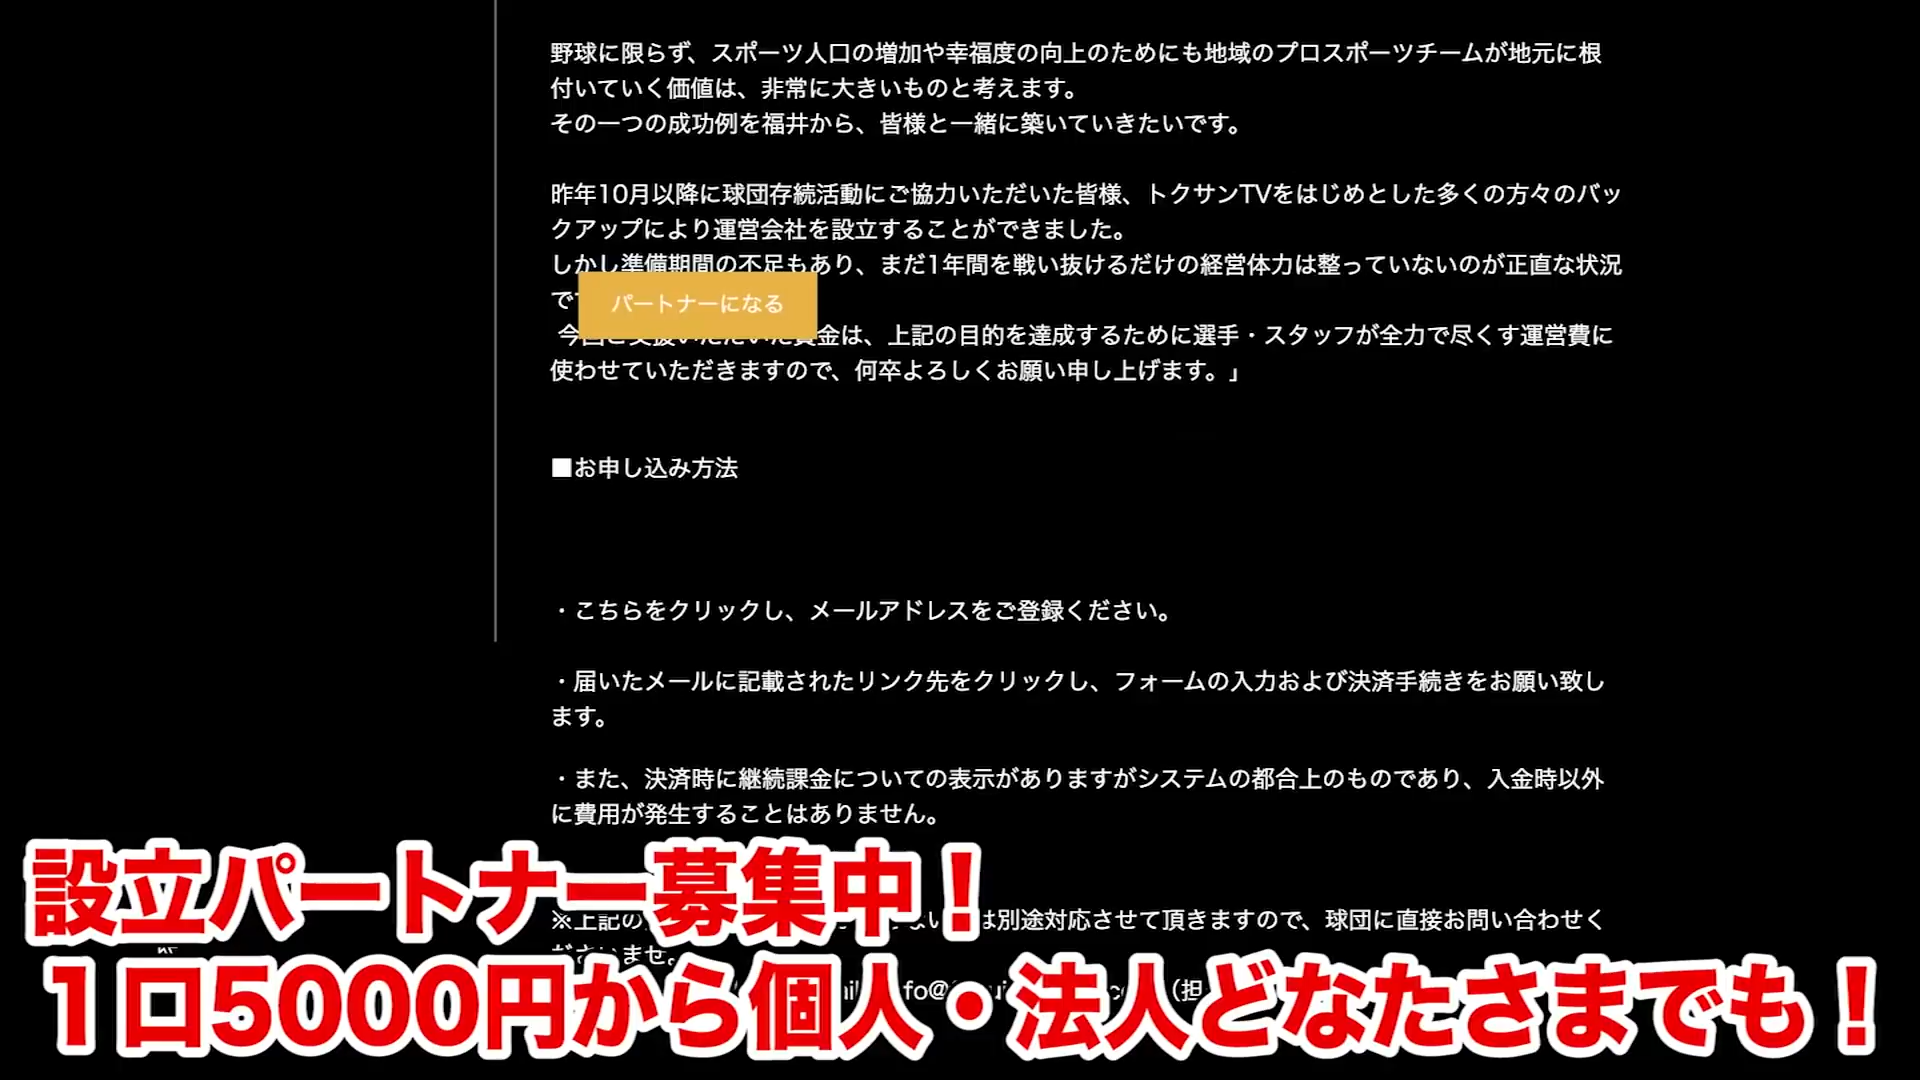 野球に限らず、スポーツ人口の増加や幸福度の向上のためにも地域のプロスポーツチームが地元に根
付いていく価値は、非常に大きいものと考えます。
その一つの成功例を福井から、皆様と一緒に築いていきたいです。
昨年10月以降に球団存続活動にご協力いただいた皆様、トクサンTVをはじめとした多くの方々のバッ
クアップにより運営会社を設立することができました。
しかし準備期間の不足もあり、まだ1年間を戦い抜けるだけの経営体力は整っていないのが正直な状況
で
パートナーになる
金は、上記の目的を達成するために選手・スタッフが全力で尽くす運営費に
使わせていただきますので、何卒よろしくお願い申し上げます。」
■お申し込み方法
・こちらをクリックし、メールアドレスをご登録ください。
・届いたメールに記載されたリンク先をクリックし、フォームの入力および決済手続きをお願い致し
ます。
・また、決済時に継続課金についての表示がありますがシステムの都合上のものであり、入金時以外
に費用が発生することはありません。
設立パートナー募集中！
※上記の は別途対応させて頂きますので、球団に直接お問い合わせく
ださいませ。
1口5000円から個人・法人どなたさまでも！